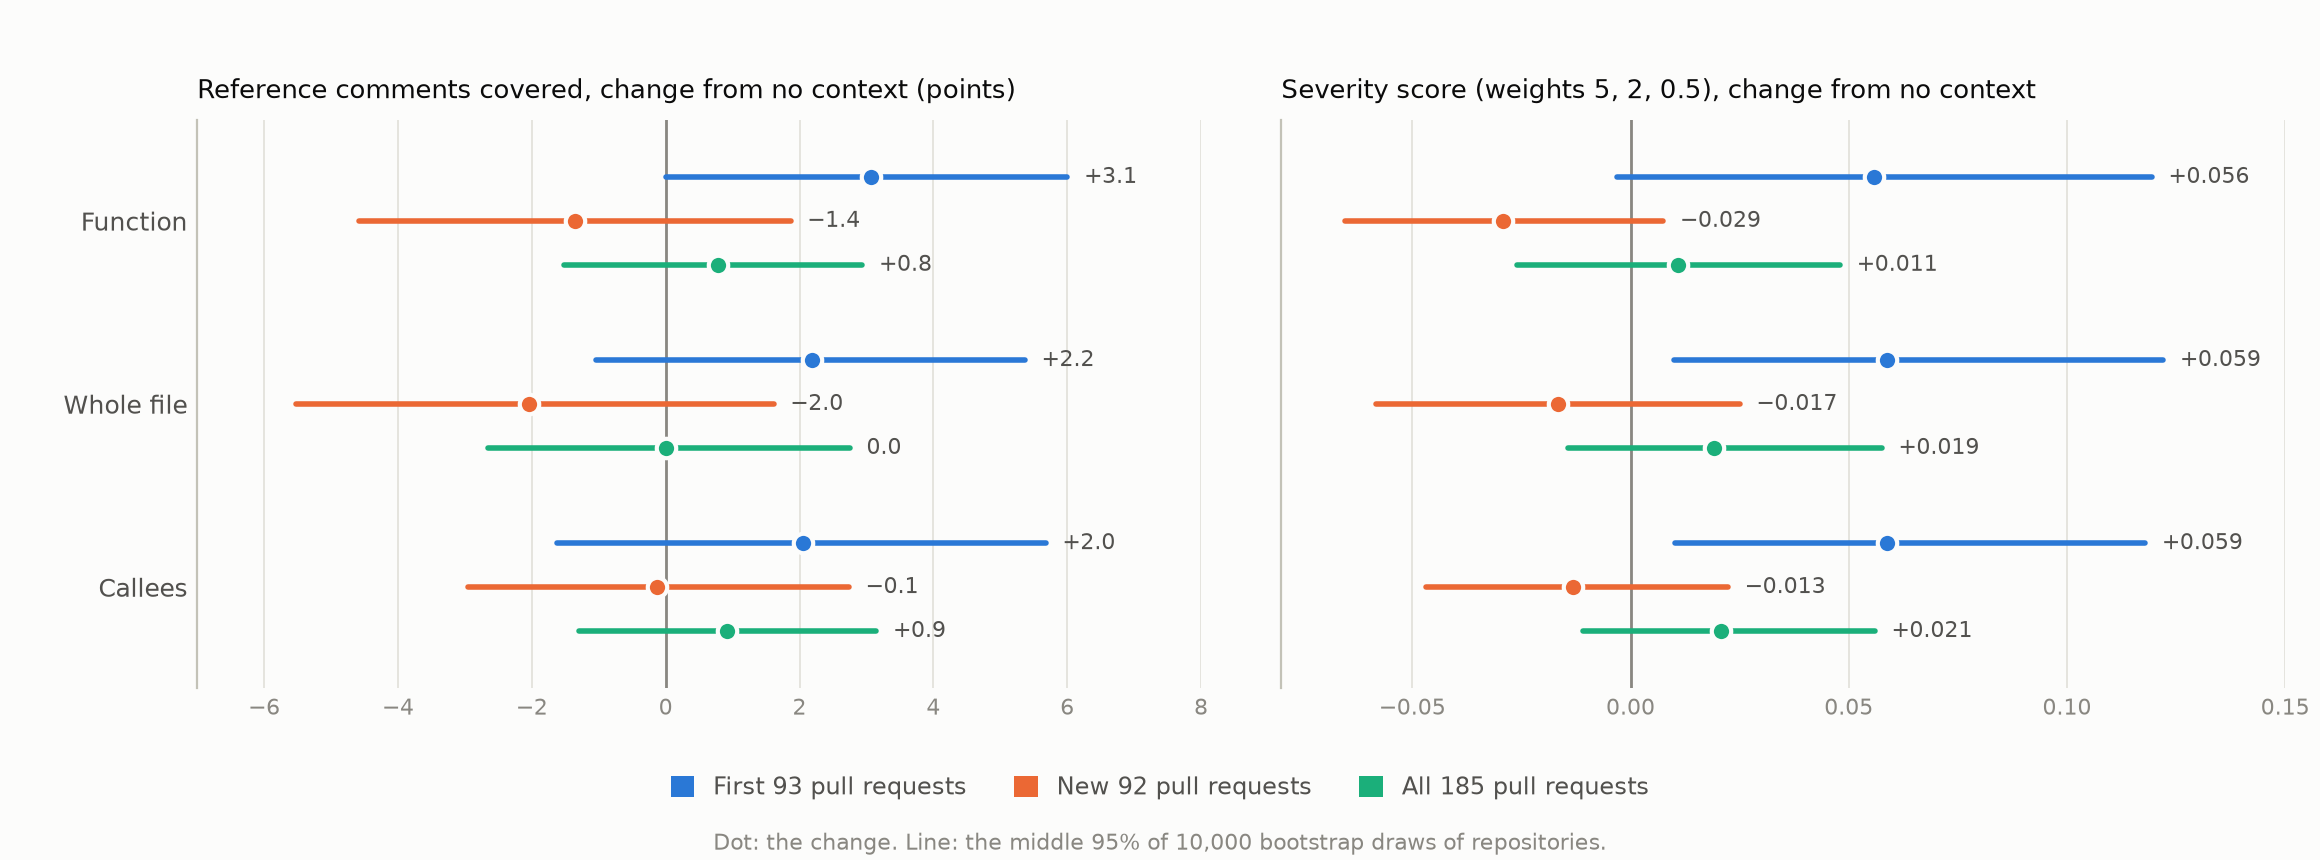 Reference comments covered, change from no context (points)
Function
+3.1
−1.4
+0.8
Whole file
+2.2
−2.0
0.0
Callees
+2.0
−0.1
+0.9
−6 −4 −2 0 2 4 6 8
Severity score (weights 5, 2, 0.5), change from no context
+0.056
−0.029
+0.011
+0.059
−0.017
+0.019
+0.059
−0.013
+0.021
−0.05 0.00 0.05 0.10 0.15
First 93 pull requests New 92 pull requests All 185 pull requests
Dot: the change. Line: the middle 95% of 10,000 bootstrap draws of repositories.